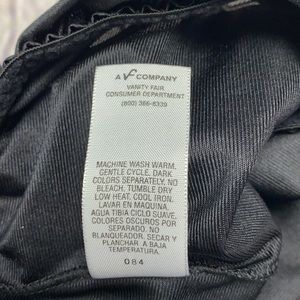 A VF COMPANY
VANITY FAIR
CONSUMER DEPARTMENT
(800) 366-6339
MACHINE WASH WARM,
GENTLE CYCLE. DARK
COLORS SEPARATELY. NO
BLEACH. TUMBLE DRY
LOW HEAT. COOL IRON.
LAVAR EN MAQUINA,
AGUA TIBIA CICLO SUAVE.
COLORES OSCUROS POR
SEPARADO. NO
BLANQUEADOR. SECAR Y
PLANCHAR. A BAJA
TEMPERATURA.
084